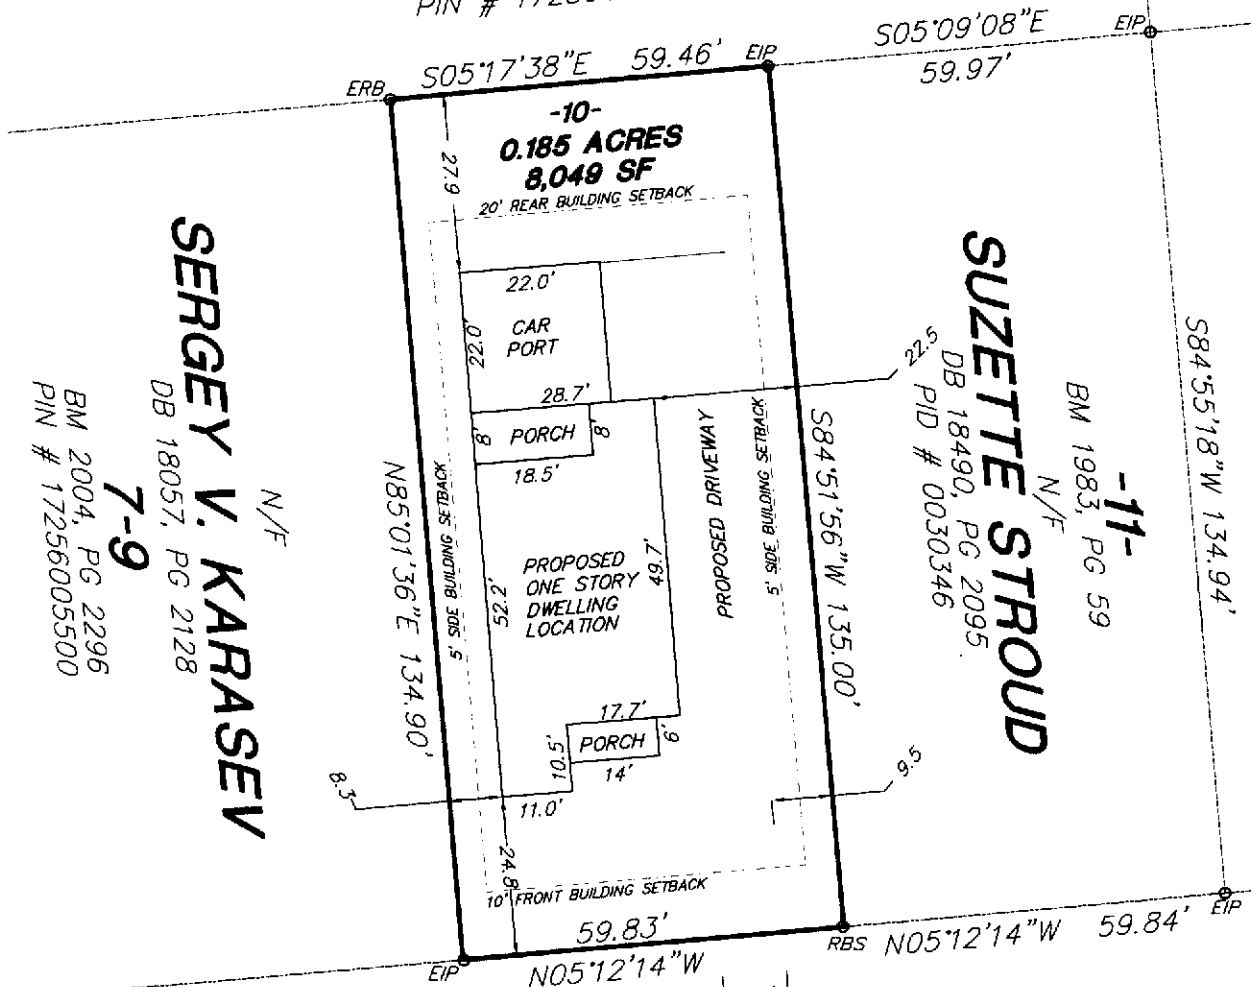 PIN # 
S05°17'38"E 59.46'
EIP
S05°09'08"E
59.97'
EIP
ERB
-10-
0.185 ACRES
8,049 SF
20' REAR BUILDING SETBACK
27.9
22.0'
22.0'
CAR
PORT
28.7'
8'
PORCH
8'
18.5'
22.5
PROPOSED DRIVEWAY
5' SIDE BUILDING SETBACK
S84°51'56"W 135.00'
5' SIDE BUILDING SETBACK
N85°01'36"E 134.90'
52.2'
PROPOSED
ONE STORY
DWELLING
LOCATION
49.7'
17.7'
10.5'
PORCH
6'
14'
11.0'
8.3
9.5
24.8
10' FRONT BUILDING SETBACK
59.83'
N05°12'14"W
EIP
RBS
N05°12'14"W 59.84'
EIP
S84°55'18"W 134.94'
-11-
BM 1983, PG 59
N/F
SUZETTE STROUD
DB 18490, PG 2095
PID # 0030346
N/F
SERGEY V. KARASEV
DB 18057, PG 2128
7-9
BM 2004, PG 2296
PIN # 1725605500